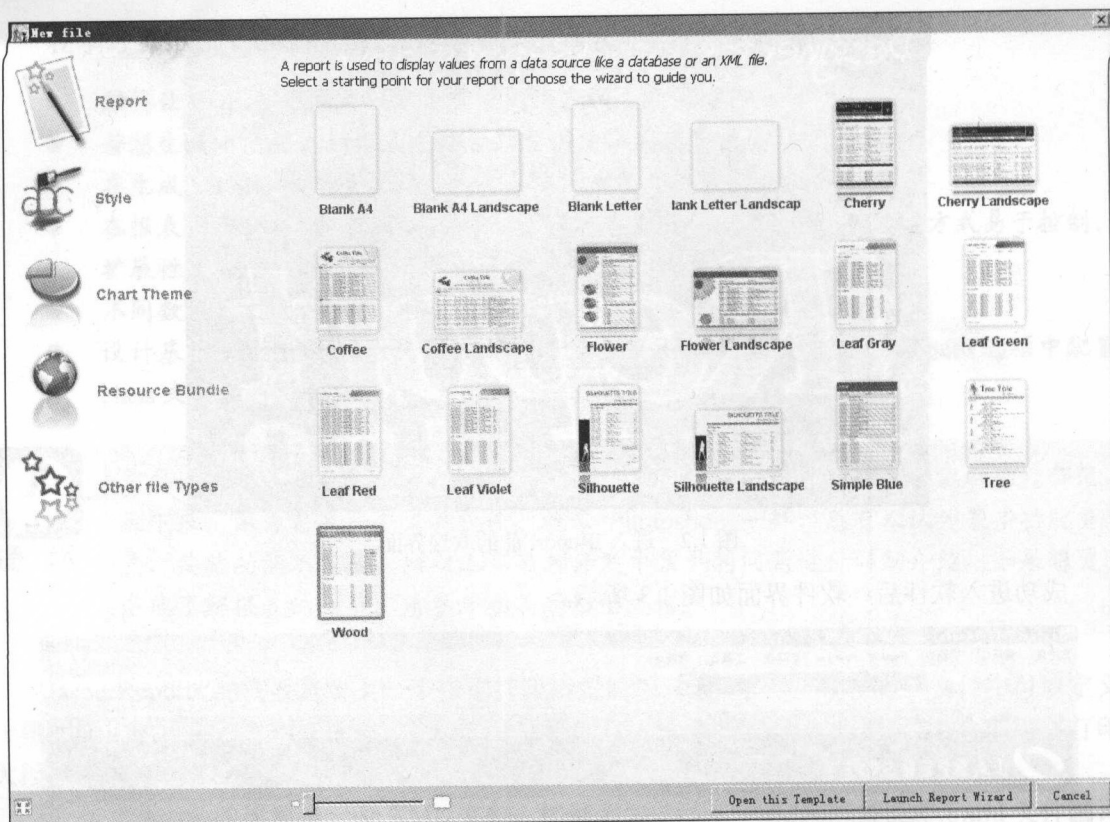 New file
A report is used to display values from a data source like a database or an XML file.
Select a starting point for your report or choose the wizard to guide you.
Report
Style
Chart Theme
Resource Bundle
Other file Types
Blank A4
Blank A4 Landscape
Blank Letter
lank Letter Landscap
Cherry
Cherry Landscape
Coffee
Coffee Landscape
Flower
Flower Landscape
Leaf Gray
Leaf Green
Leaf Red
Leaf Violet
Silhouette
Silhouette Landscape
Simple Blue
Tree
Wood
Open this Template
Launch Report Wizard
Cancel